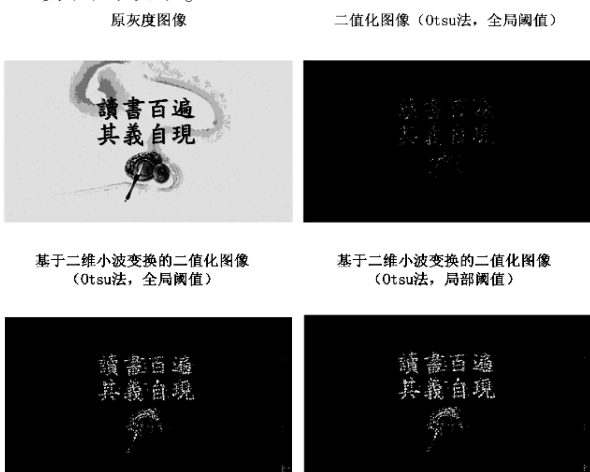 原灰度图像
二值化图像（Otsu法，全局阈值）
讀書百遍
其義自現
基于二维小波变换的二值化图像
（Otsu法，全局阈值）
基于二维小波变换的二值化图像
（Otsu法，局部阈值）
讀書百遍
其義自現
讀書百遍
其義自現